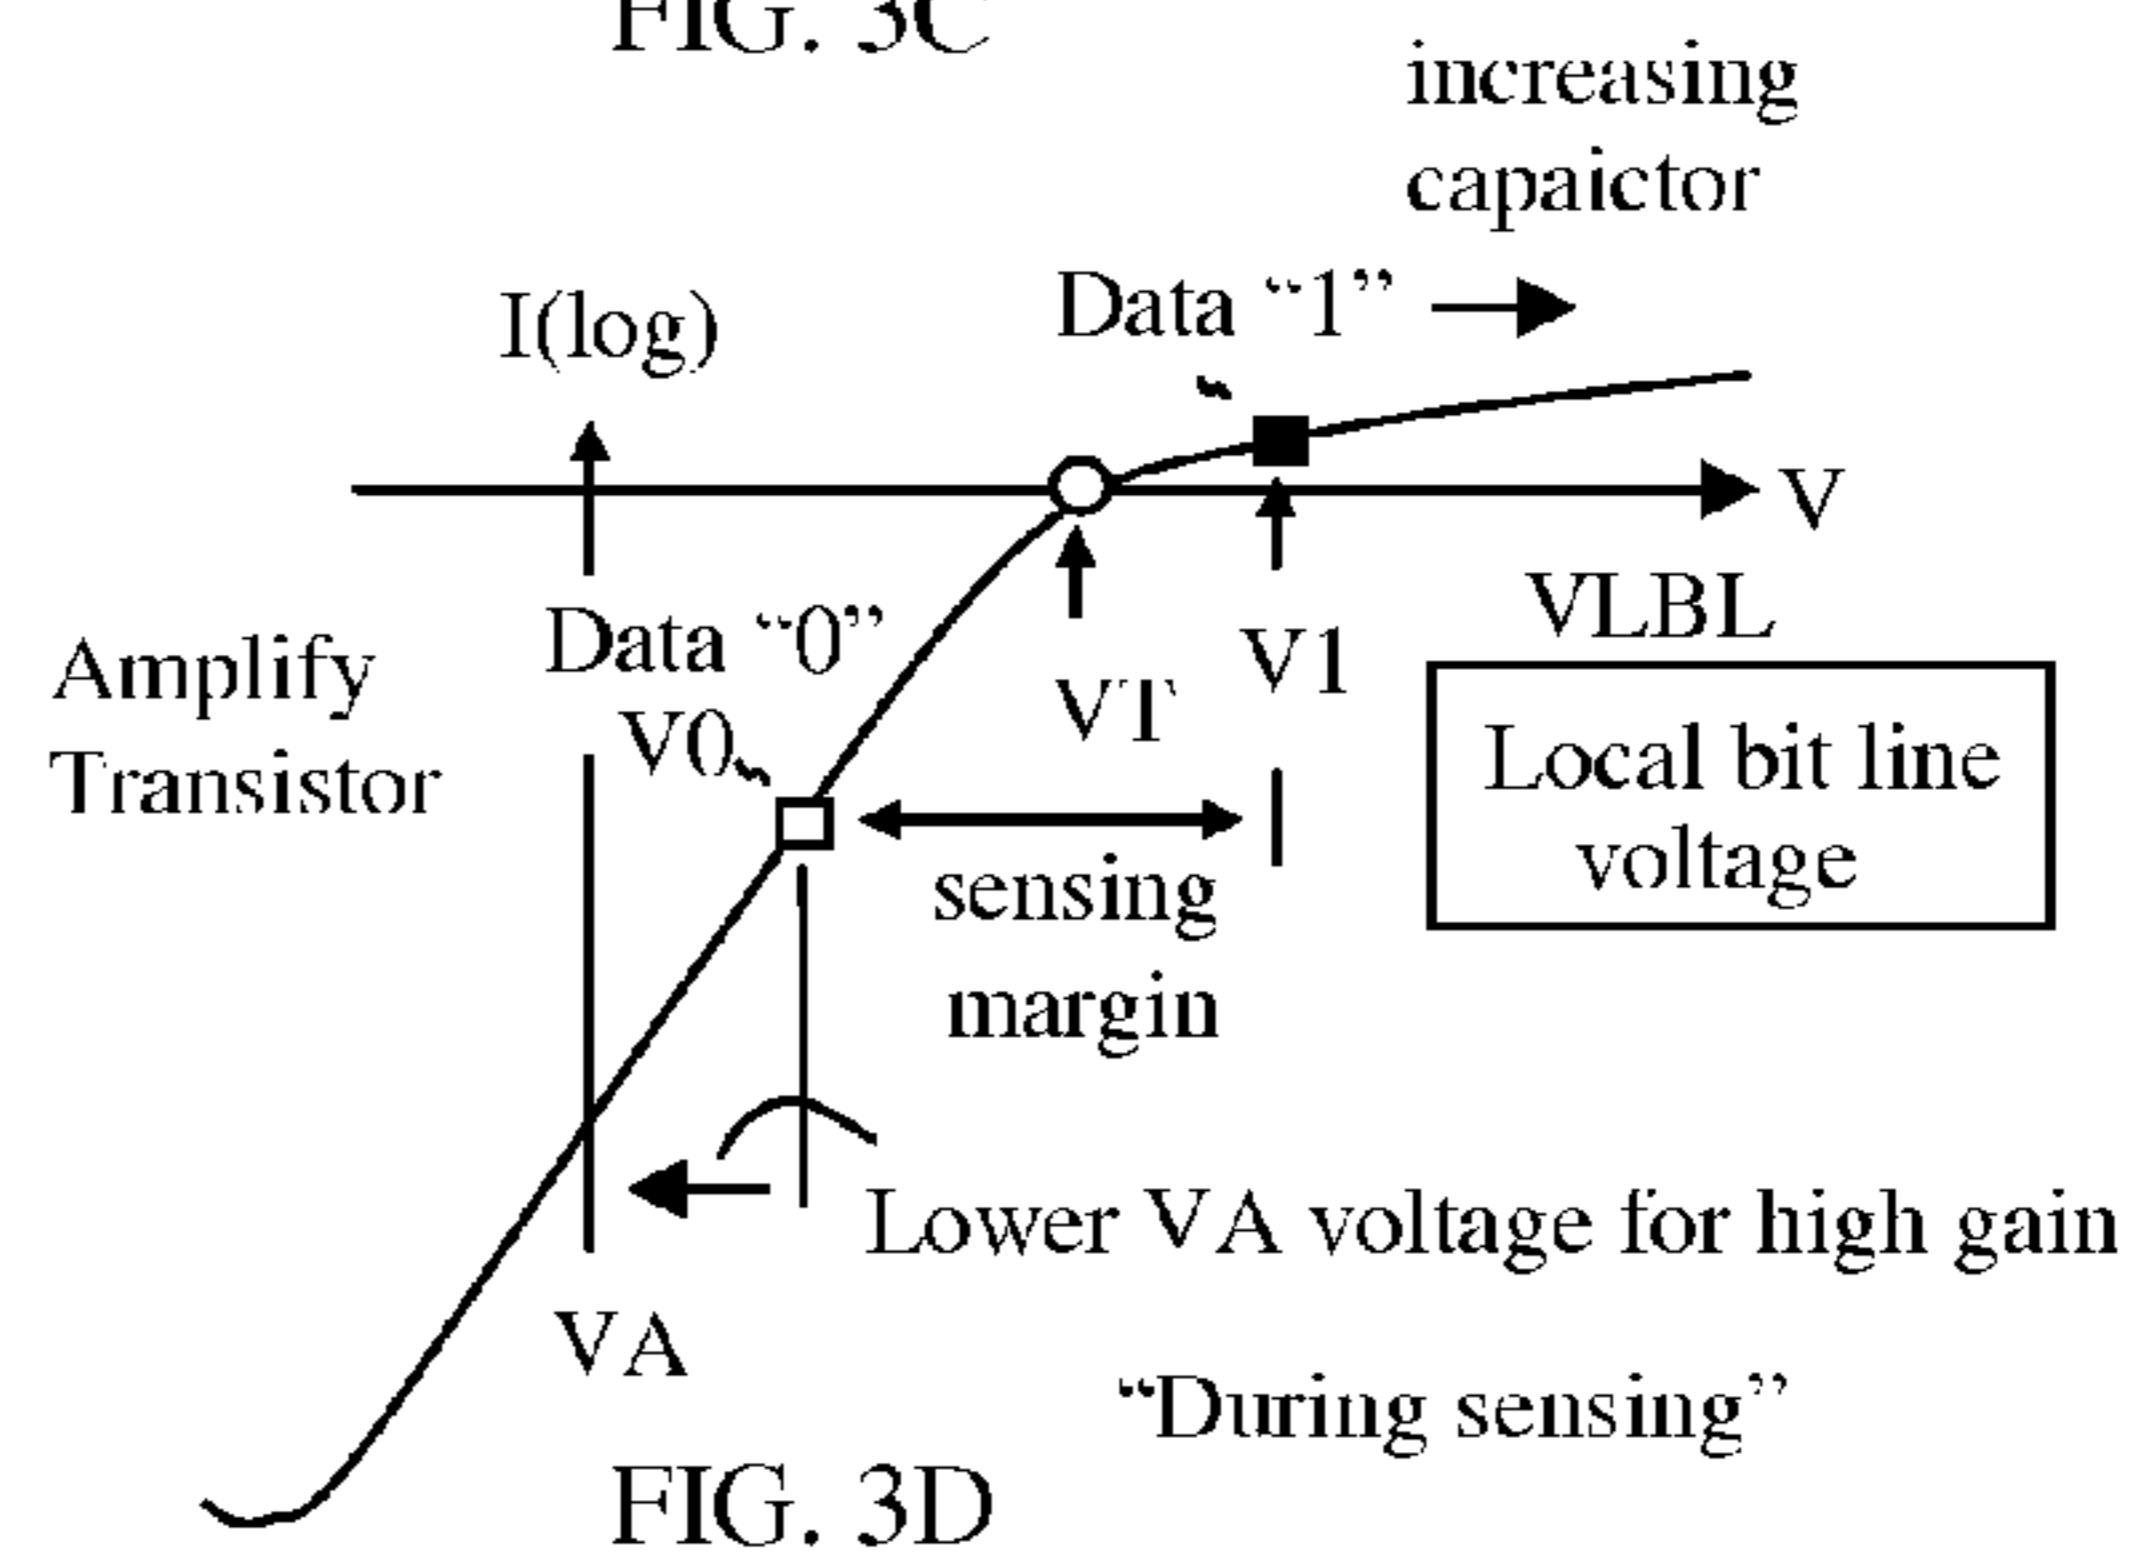 FIG. 3C
increasing
capaictor
Data “1”
I(log)
V
VLBL
Data “0”
V0
Amplify
Transistor
VT
V1
Local bit line
voltage
sensing
margin
Lower VA voltage for high gain
VA
“During sensing”
FIG. 3D